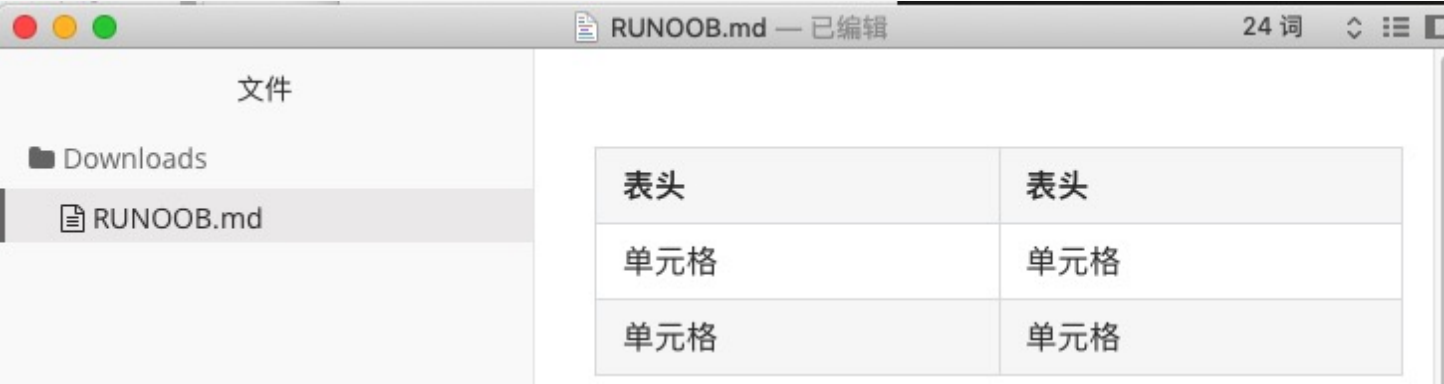 RUNOOB.md — 已编辑
24 词
文件
Downloads
RUNOOB.md
表头 表头
单元格 单元格
单元格 单元格